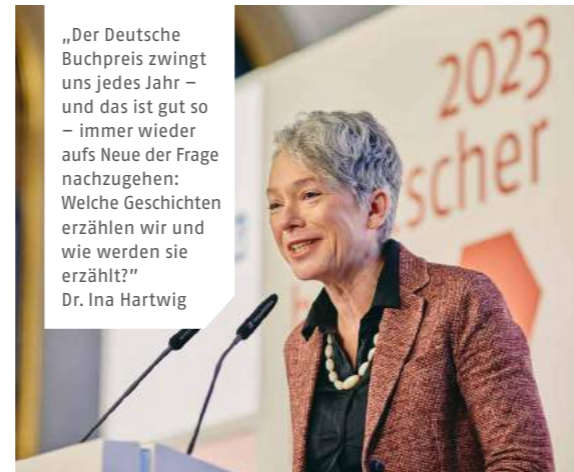 „Der Deutsche
Buchpreis zwingt
uns jedes Jahr –
und das ist gut so
– immer wieder
aufs Neue der Frage
nachzugehen:
Welche Geschichten
erzählen wir und
wie werden sie
erzählt?“
Dr. Ina Hartwig
2023
scher